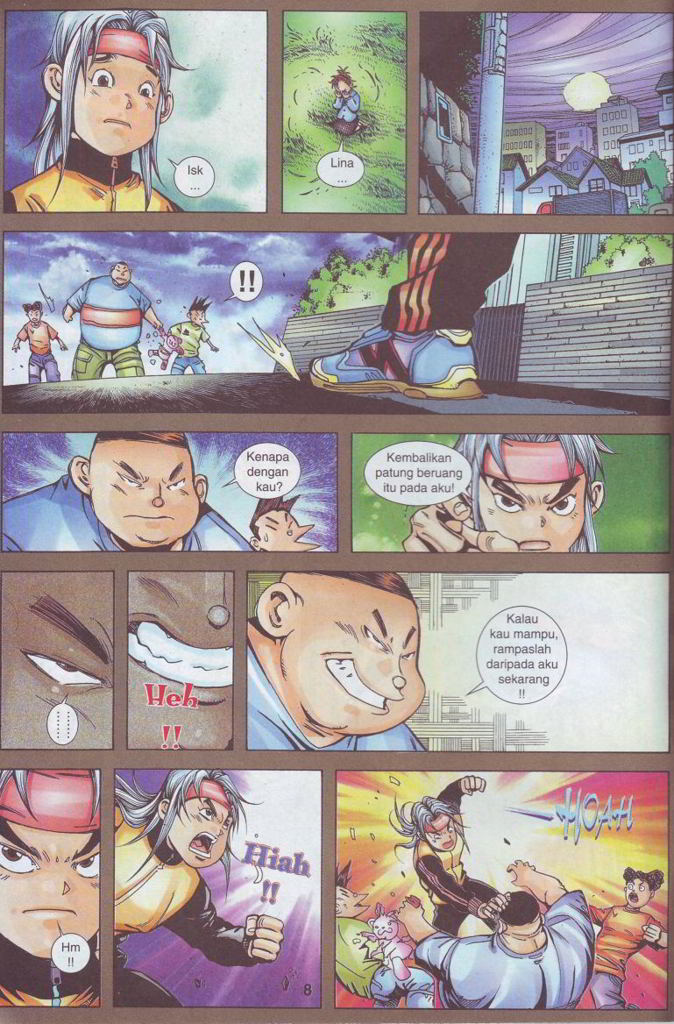 Isk
...
Lina
...
!!
Kenapa
dengan
kau?
Kembalikan
patung beruang
itu pada aku!
Kalau
kau mampu,
rampaslah
daripada aku
sekarang
!!
Heh
!!
Hm
!!
Hiah
!!
HOAH
8